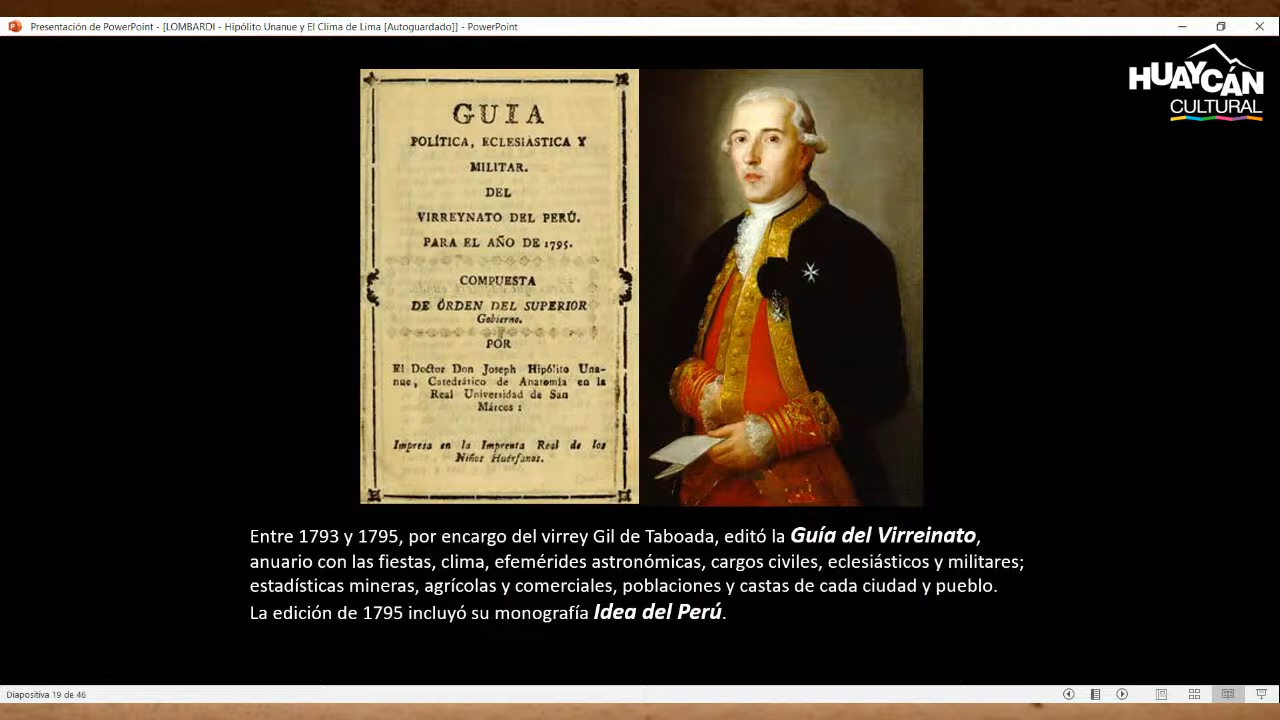 Presentación de PowerPoint - [LOMBARDI - Hipólito Unanue y El Clima de Lima [Autoguardado]] - PowerPoint
HUAYCÁN
CULTURAL
GUIA
POLÍTICA, ECLESIÁSTICA Y
MILITAR.
DEL
VIRREYNATO DEL PERÚ.
PARA EL AÑO DE 1795.
COMPUESTA
DE ÓRDEN DEL SUPERIOR
Gobierno.
POR
El Doctor Don Joseph Hipólito Una-
nue, Catedrático de Anatomía en la
Real Universidad de San
Márcos:
Impresa en la Imprenta Real de los
Niños Huérfanos.
Entre 1793 y 1795, por encargo del virrey Gil de Taboada, editó la Guía del Virreinato,
anuario con las fiestas, clima, efemérides astronómicas, cargos civiles, eclesiásticos y militares;
estadísticas mineras, agrícolas y comerciales, poblaciones y castas de cada ciudad y pueblo.
La edición de 1795 incluyó su monografía Idea del Perú.
Diapositiva 19 de 46